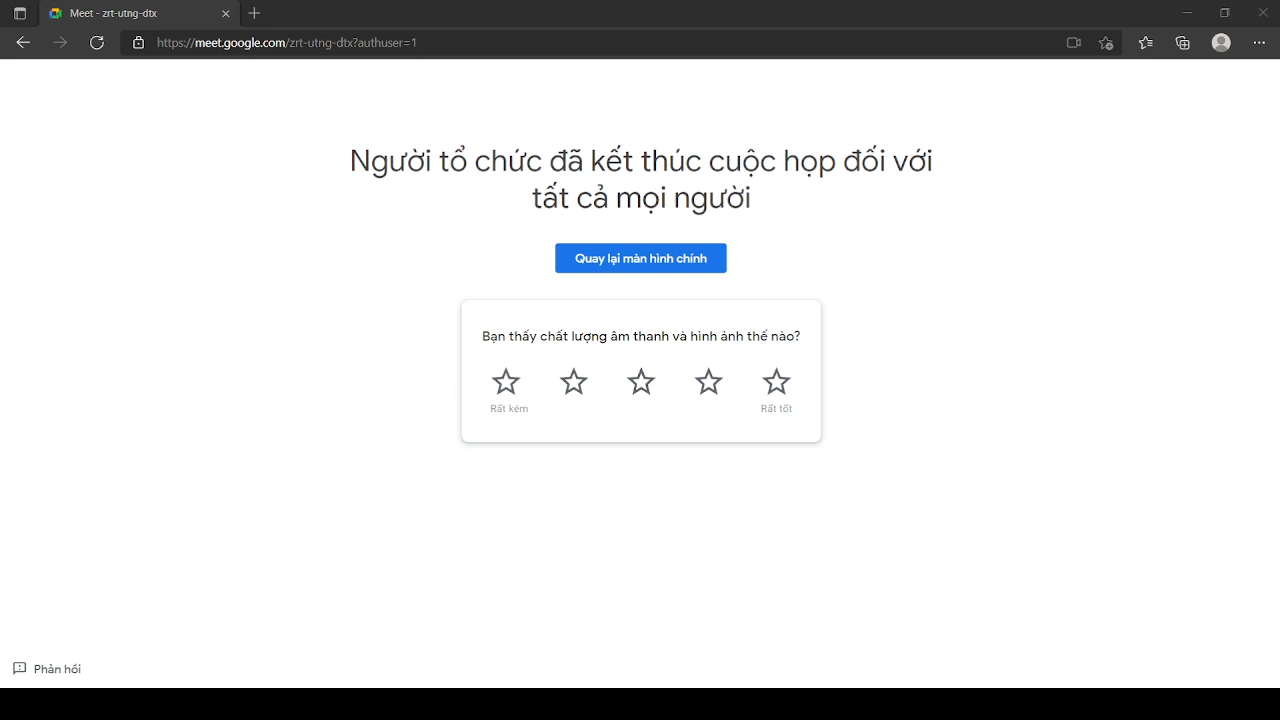 Meet - zrt-utng-dtx
https://meet.google.com/zrt-utng-dtx?authuser=1
Người tổ chức đã kết thúc cuộc họp đối với
tất cả mọi người
Quay lại màn hình chính
Bạn thấy chất lượng âm thanh và hình ảnh thế nào?
Rất kém
Rất tốt
Phản hồi